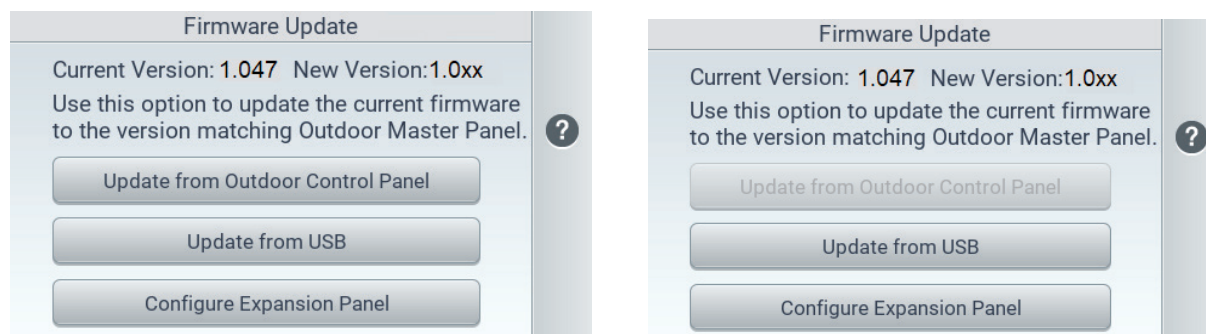 Firmware Update
Current Version: 1.047 New Version:1.0xx
Use this option to update the current firmware
to the version matching Outdoor Master Panel.
?
Update from Outdoor Control Panel
Update from USB
Configure Expansion Panel
Firmware Update
Current Version: 1.047 New Version:1.0xx
Use this option to update the current firmware
to the version matching Outdoor Master Panel.
?
Update from Outdoor Control Panel
Update from USB
Configure Expansion Panel